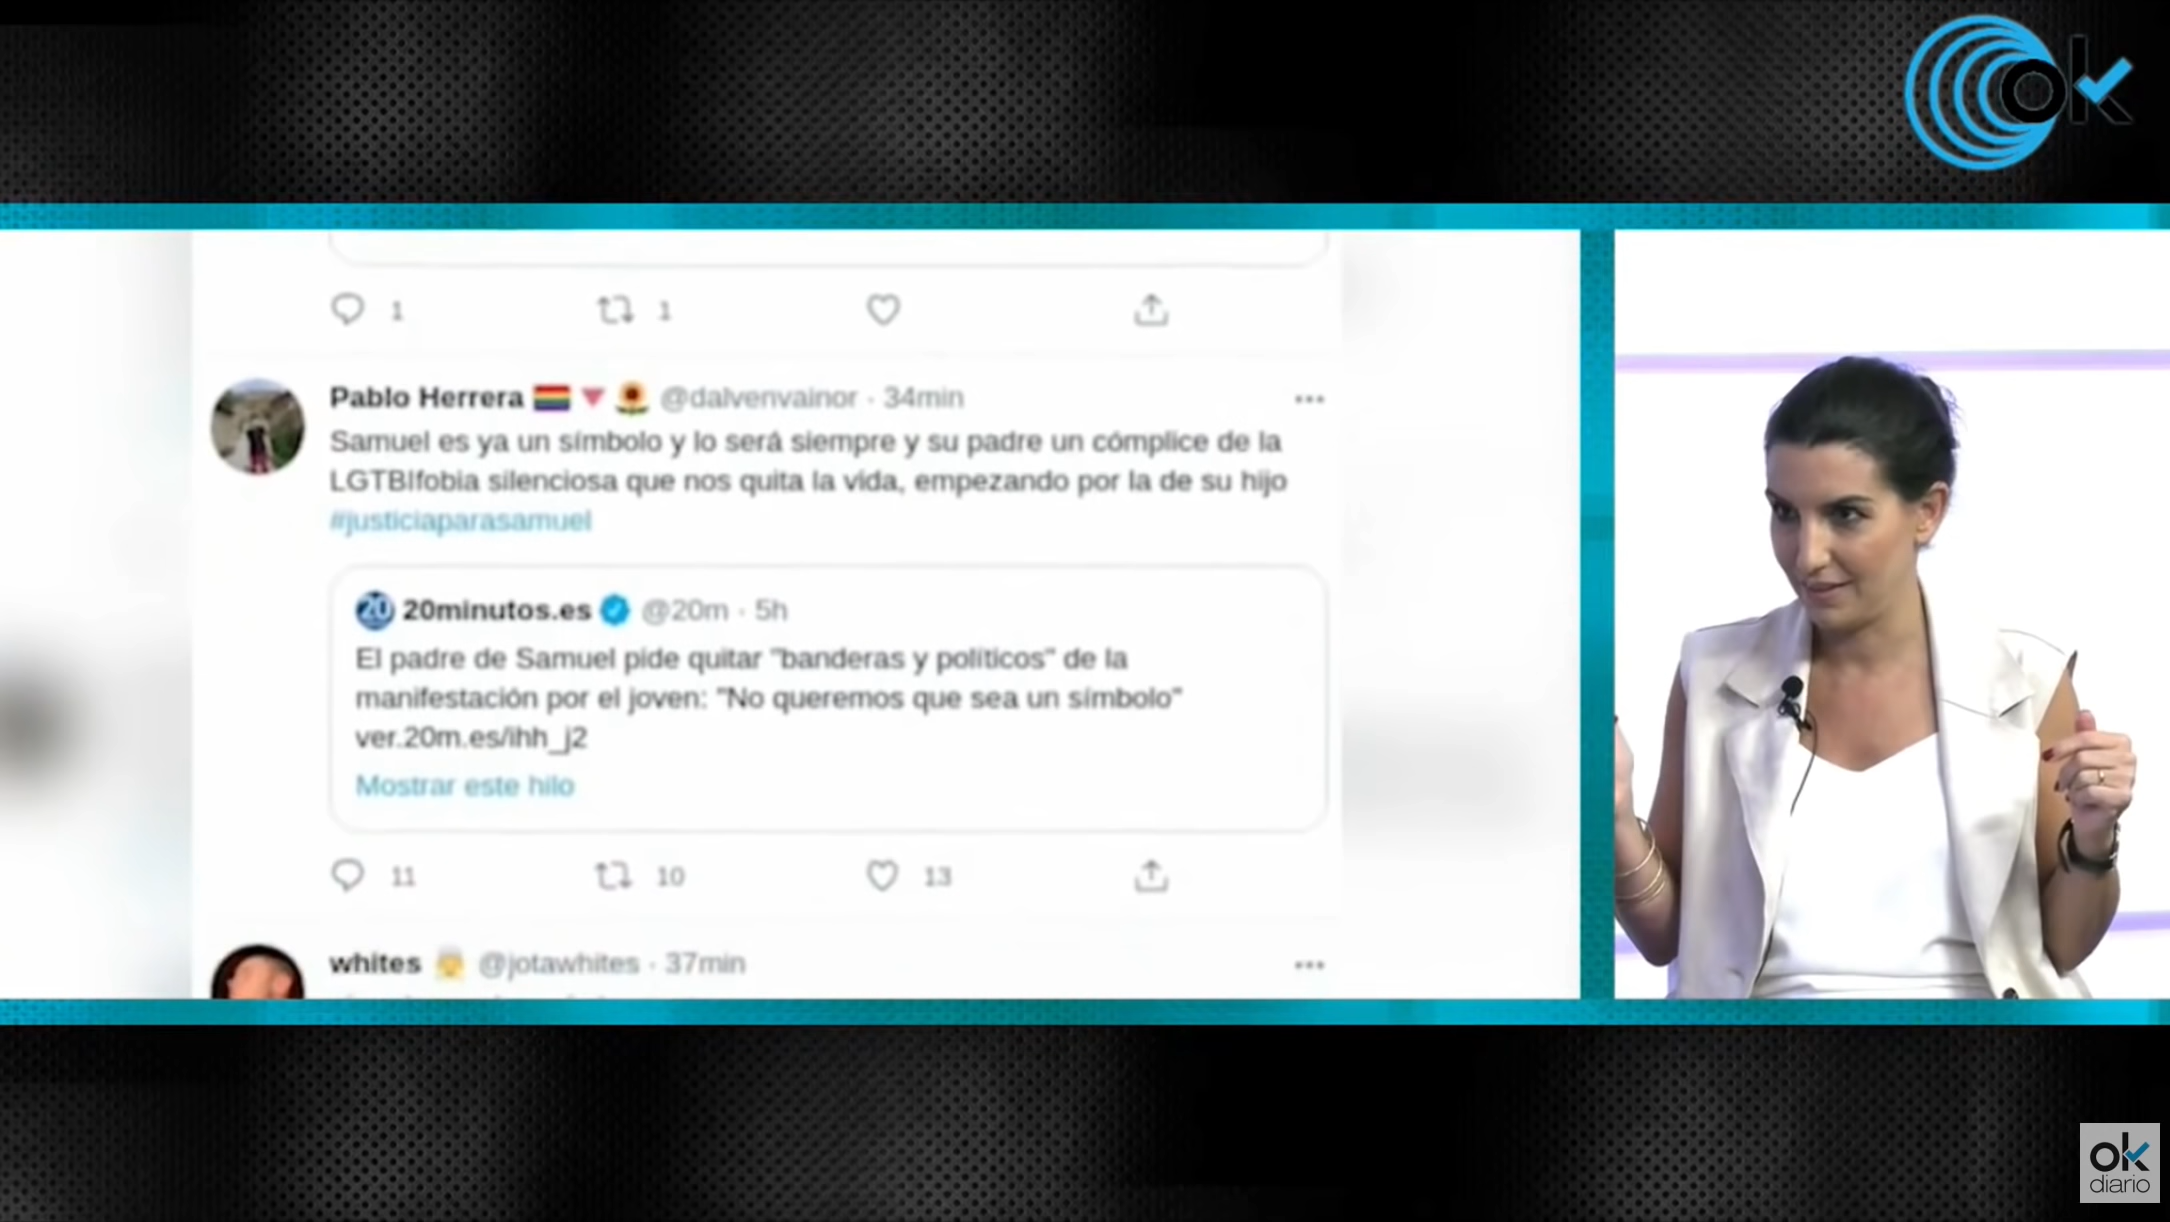 ok
1 1
Pablo Herrera @dalvenvainor · 34min
Samuel es ya un símbolo y lo será siempre y su padre un cómplice de la
LGTBIfobia silenciosa que nos quita la vida, empezando por la de su hijo
#justiciaparasamuel
20 20minutos.es @20m · 5h
El padre de Samuel pide quitar "banderas y políticos" de la
manifestación por el joven: "No queremos que sea un símbolo"
ver.20m.es/ihh_j2
Mostrar este hilo
11 10 13
whites @jotawhites · 37min
ok
diario